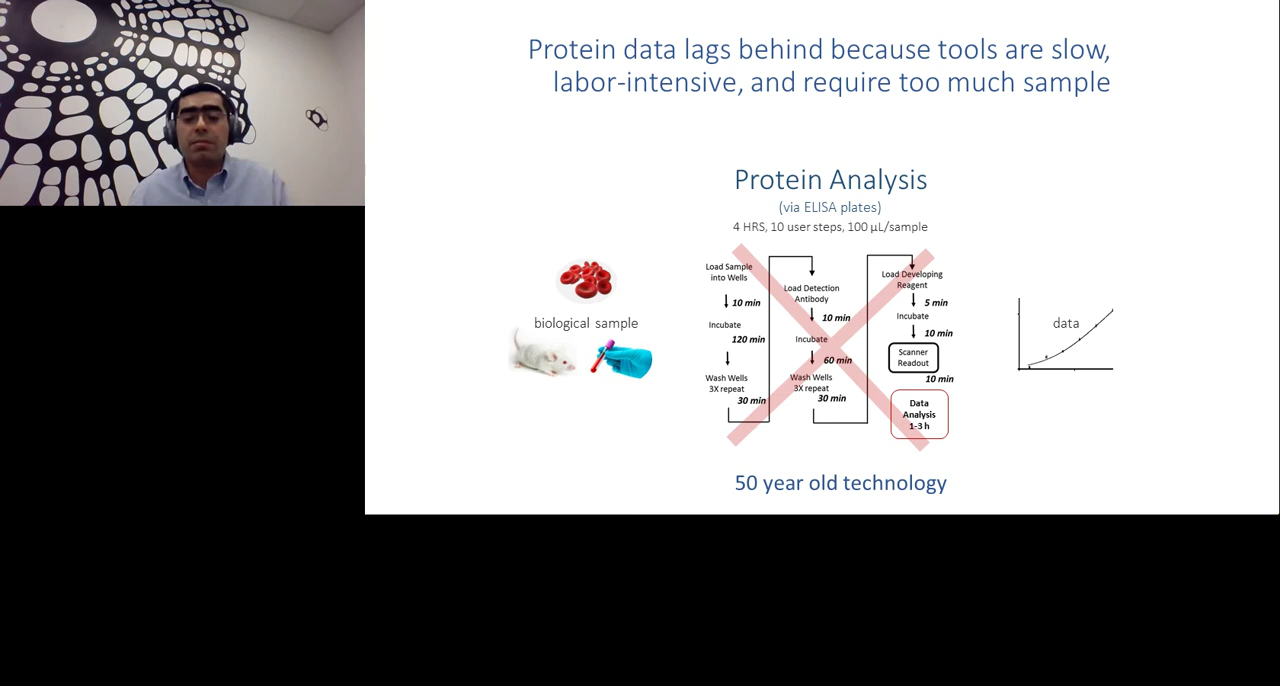 Protein data lags behind because tools are slow,
labor-intensive, and require too much sample
Protein Analysis
(via ELISA plates)
4 HRS, 10 user steps, 100 µL/sample
biological sample
Load Sample
into Wells
10 min
Incubate
120 min
Wash Wells
3X repeat
30 min
Load Detection
Antibody
10 min
Incubate
60 min
Wash Wells
3X repeat
30 min
Load Developing
Reagent
5 min
Incubate
10 min
Scanner
Readout
10 min
Data
Analysis
1-3 h
data
50 year old technology